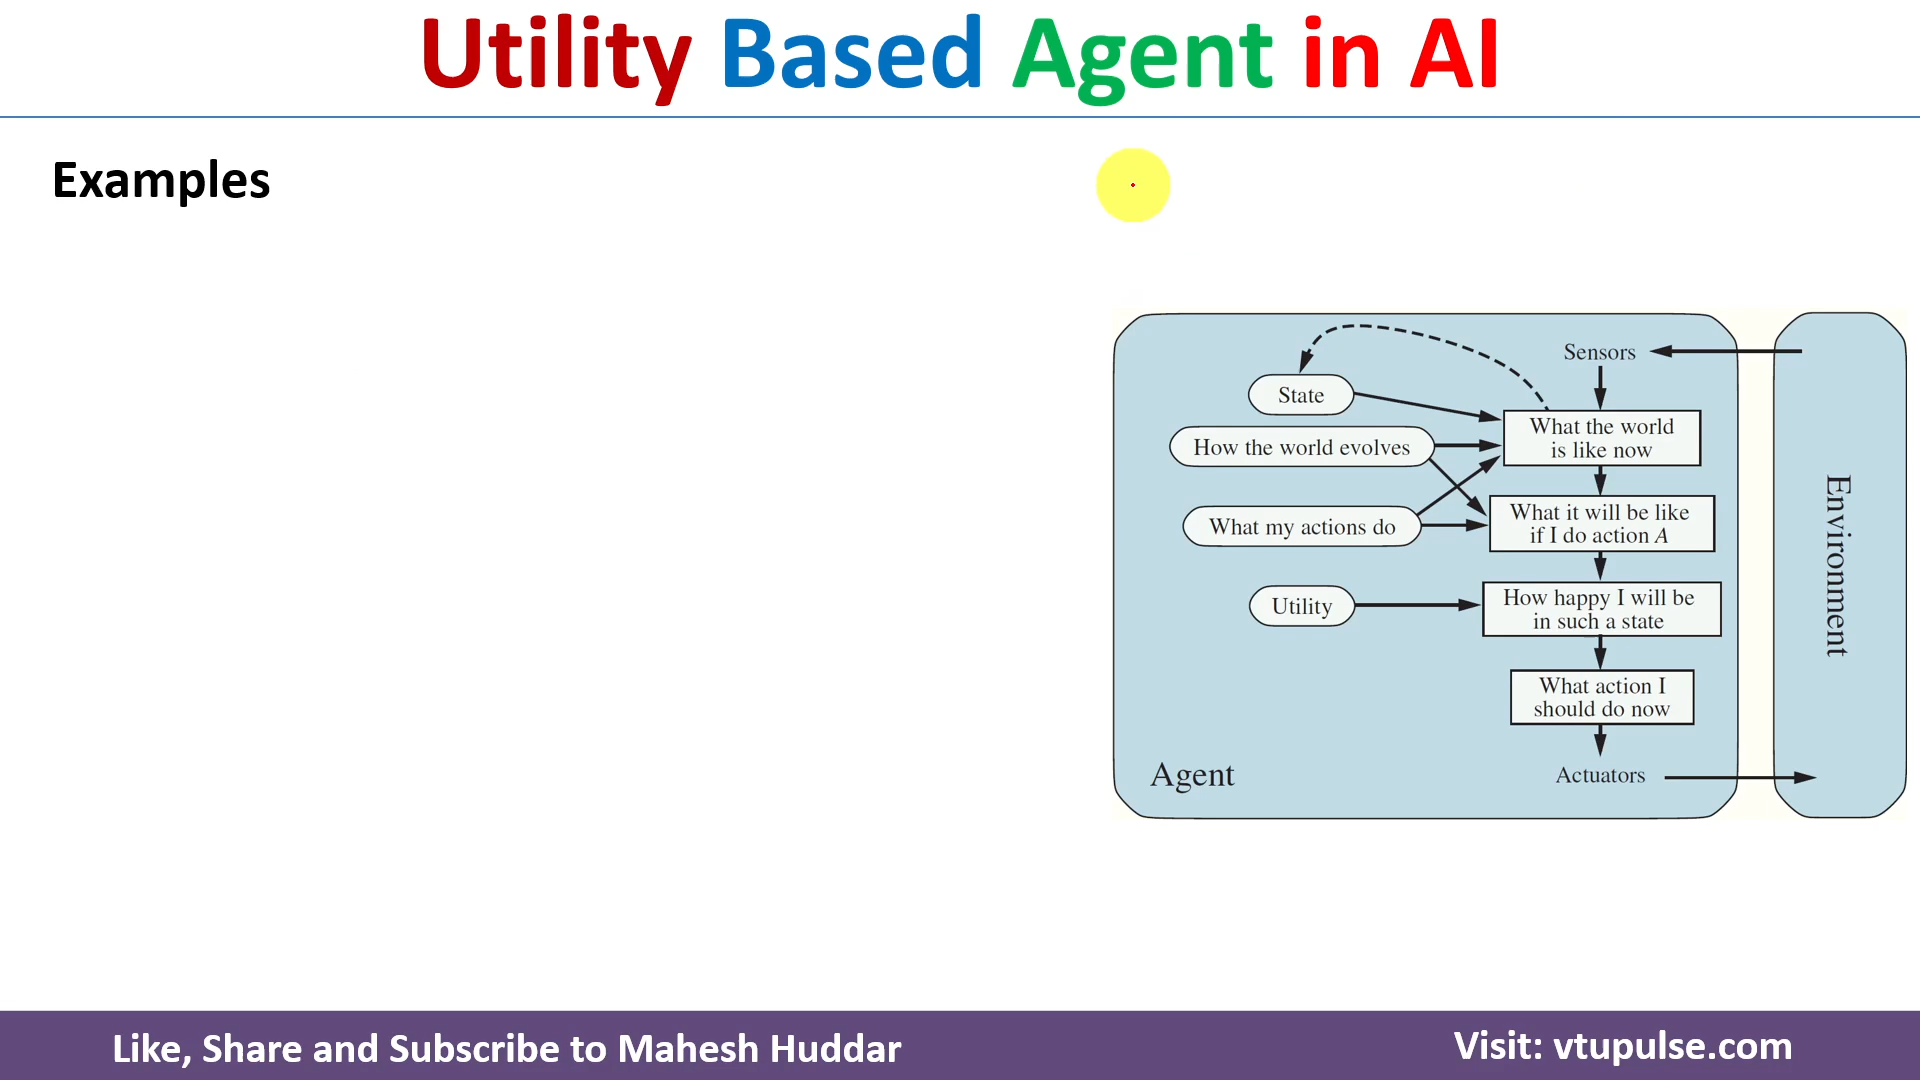 Utility Based Agent in AI
Examples
Sensors
State
What the world
is like now
How the world evolves
What it will be like
if I do action A
What my actions do
How happy I will be
in such a state
Utility
What action I
should do now
Agent
Actuators
Environment
Like, Share and Subscribe to Mahesh Huddar
Visit: vtupulse.com